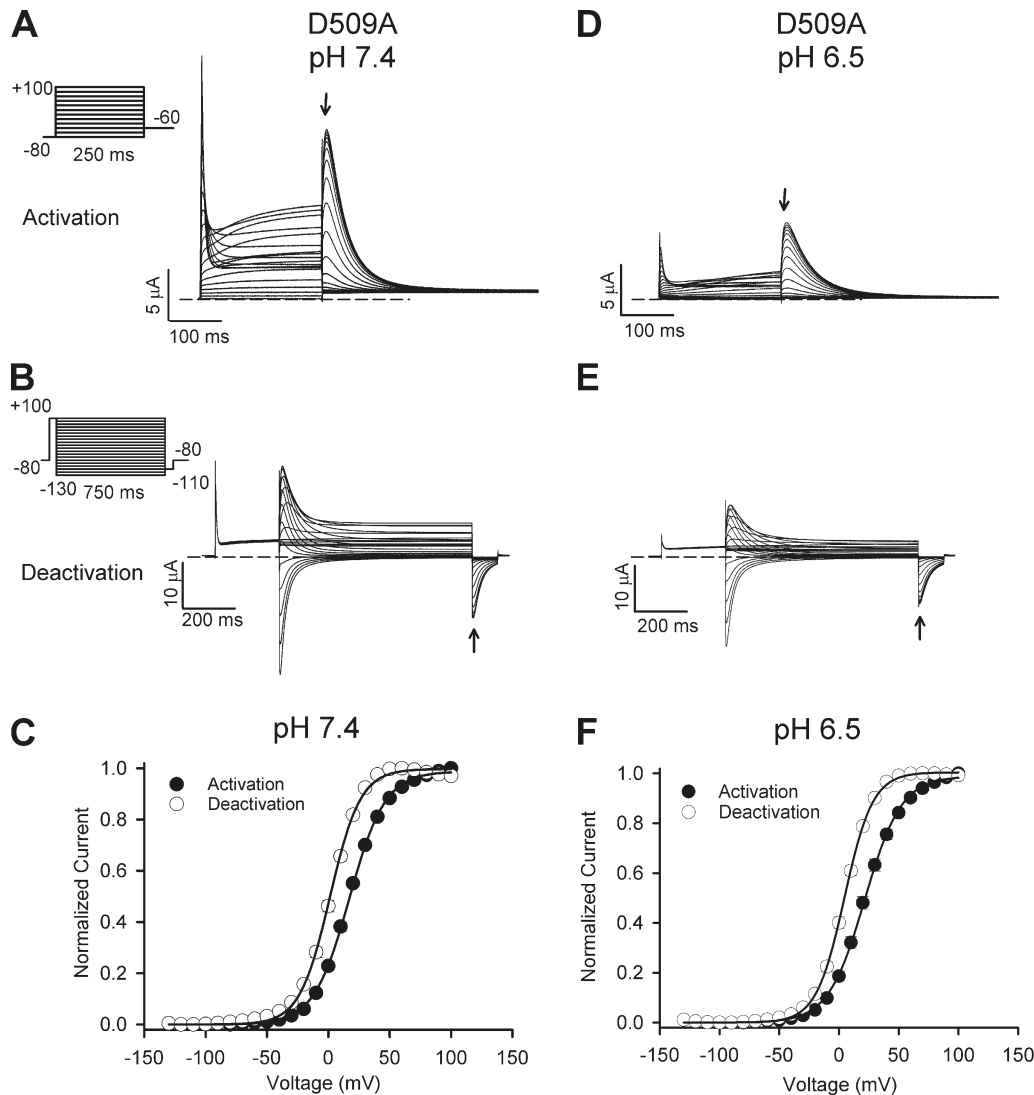 A
D509A
pH 7.4
+100
-60
-80
250 ms
Activation
5 µA
100 ms
D
D509A
pH 6.5
5 µA
100 ms
B
+100
-80
-80
-130
750 ms
-110
Deactivation
10 µA
200 ms
E
10 µA
200 ms
C
pH 7.4
Activation
Deactivation
Normalized Current
1.0
0.8
0.6
0.4
0.2
0.0
-150
-100
-50
0
50
100
150
Voltage (mV)
F
pH 6.5
Activation
Deactivation
Normalized Current
1.0
0.8
0.6
0.4
0.2
0.0
-150
-100
-50
0
50
100
150
Voltage (mV)